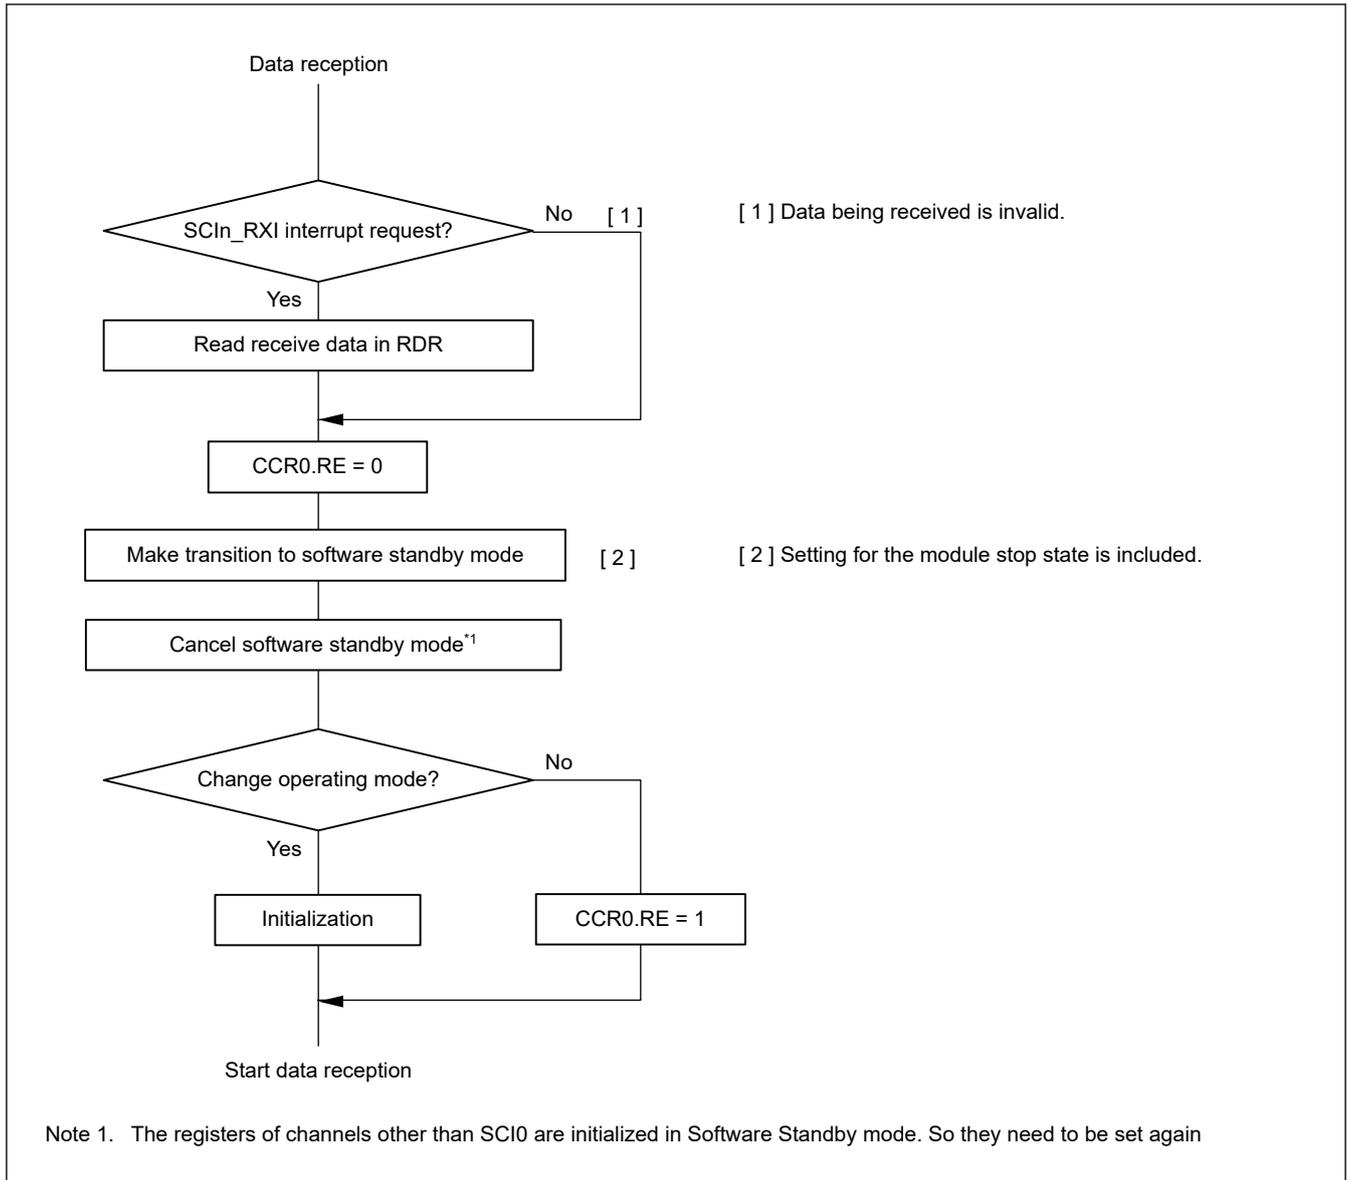 Data reception
SCIn_RXI interrupt request?
No
[ 1 ]
[ 1 ] Data being received is invalid.
Yes
Read receive data in RDR
CCR0.RE = 0
Make transition to software standby mode
[ 2 ]
[ 2 ] Setting for the module stop state is included.
Cancel software standby mode*1
Change operating mode?
No
Yes
Initialization
CCR0.RE = 1
Start data reception
Note 1. The registers of channels other than SCI0 are initialized in Software Standby mode. So they need to be set again